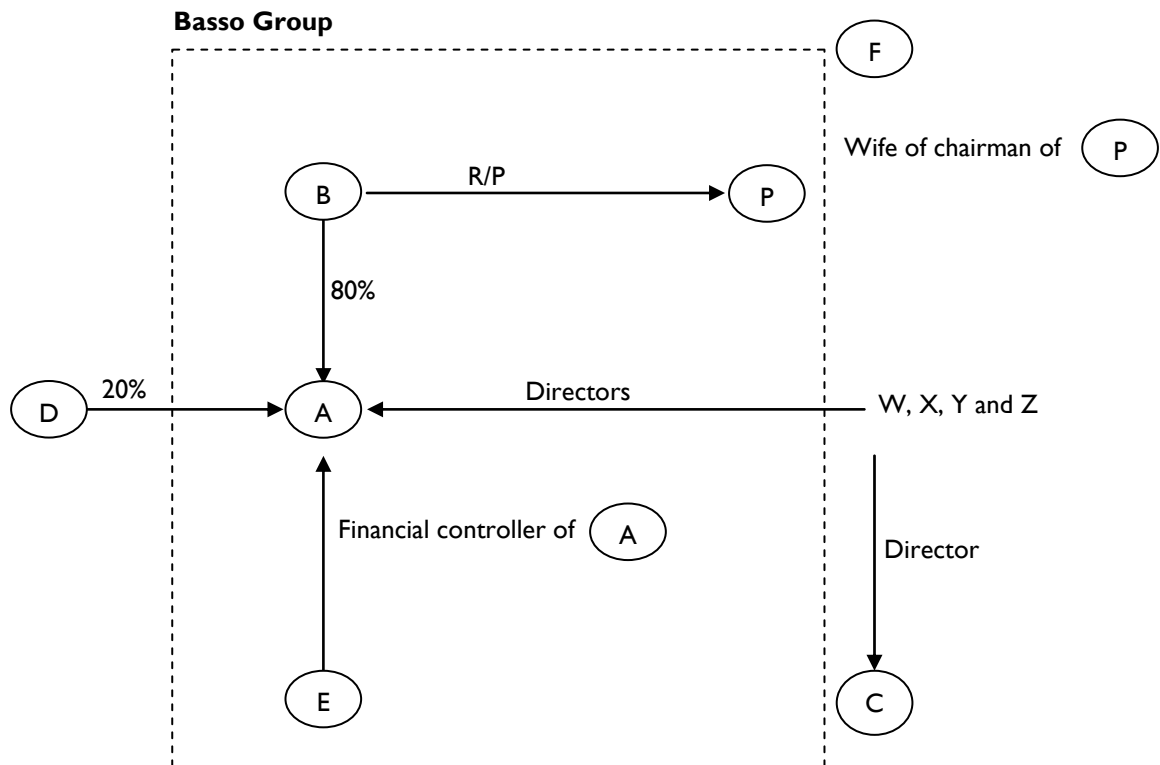 Basso Group
F
Wife of chairman of P
B
R/P
P
80%
D
20%
A
Directors
W, X, Y and Z
Financial controller of A
Director
E
C